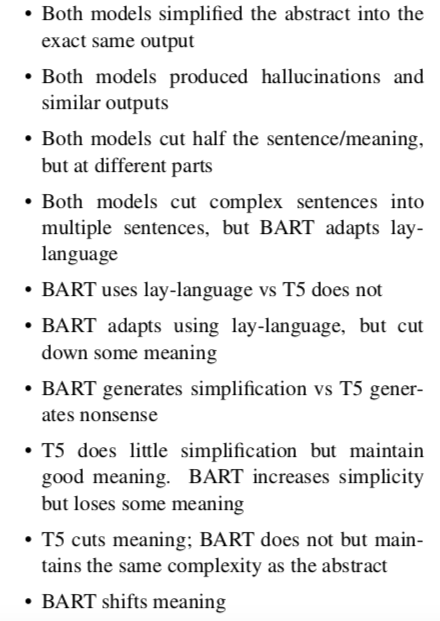 • Both models simplified the abstract into the
exact same output
• Both models produced hallucinations and
similar outputs
• Both models cut half the sentence/meaning,
but at different parts
• Both models cut complex sentences into
multiple sentences, but BART adapts lay-
language
• BART uses lay-language vs T5 does not
• BART adapts using lay-language, but cut
down some meaning
• BART generates simplification vs T5 gener-
ates nonsense
• T5 does little simplification but maintain
good meaning. BART increases simplicity
but loses some meaning
• T5 cuts meaning; BART does not but main-
tains the same complexity as the abstract
• BART shifts meaning